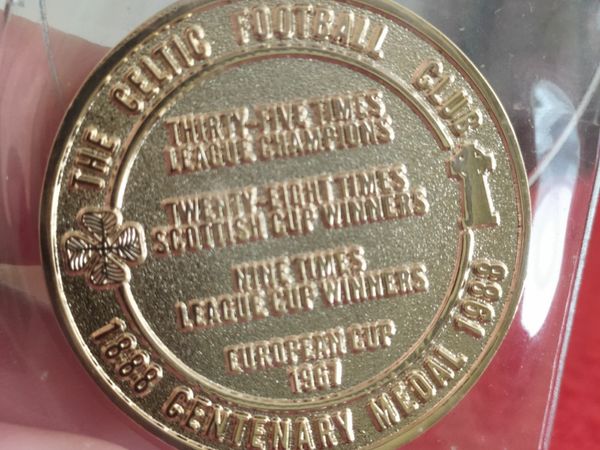 THE CELTIC FOOTBALL CLUB
THIRTY-FIVE TIMES
LEAGUE CHAMPIONS
TWENTY-EIGHT TIMES
SCOTTISH CUP WINNERS
NINE TIMES
LEAGUE CUP WINNERS
EUROPEAN CUP
1967
1888 CENTENARY MEDAL 1988